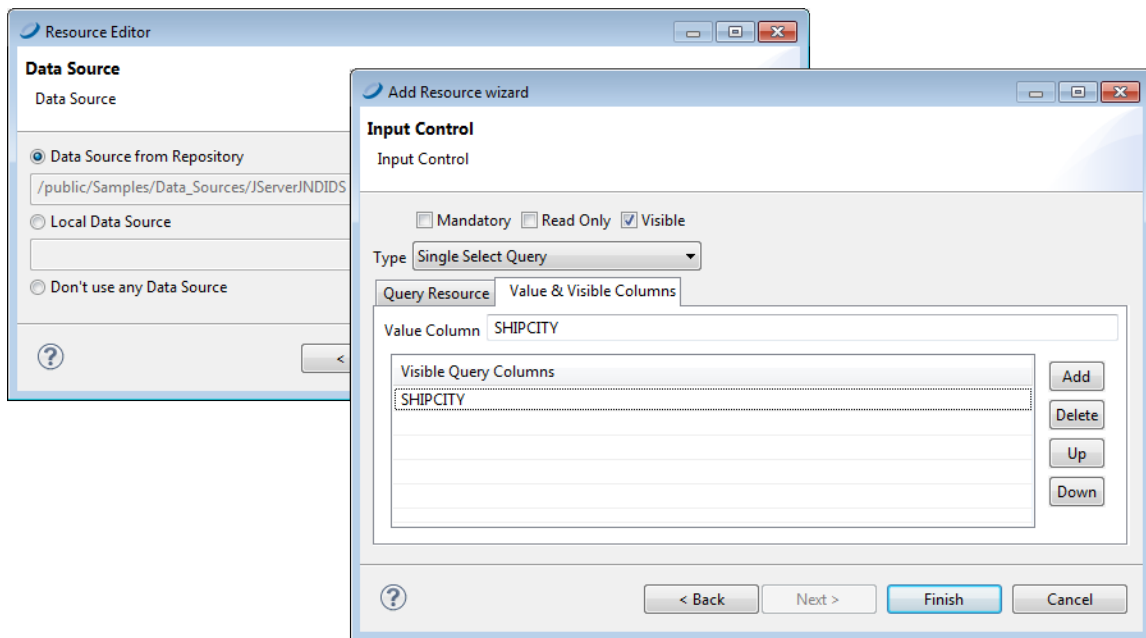 Resource Editor
Data Source
Data Source
Data Source from Repository
/public/Samples/Data_Sources/JServerJNDIDS
Local Data Source
Don't use any Data Source
<
Add Resource wizard
Input Control
Input Control
Mandatory Read Only Visible
Type Single Select Query
Query Resource Value & Visible Columns
Value Column SHIPCITY
Visible Query Columns
SHIPCITY
Add
Delete
Up
Down
< Back Next > Finish Cancel